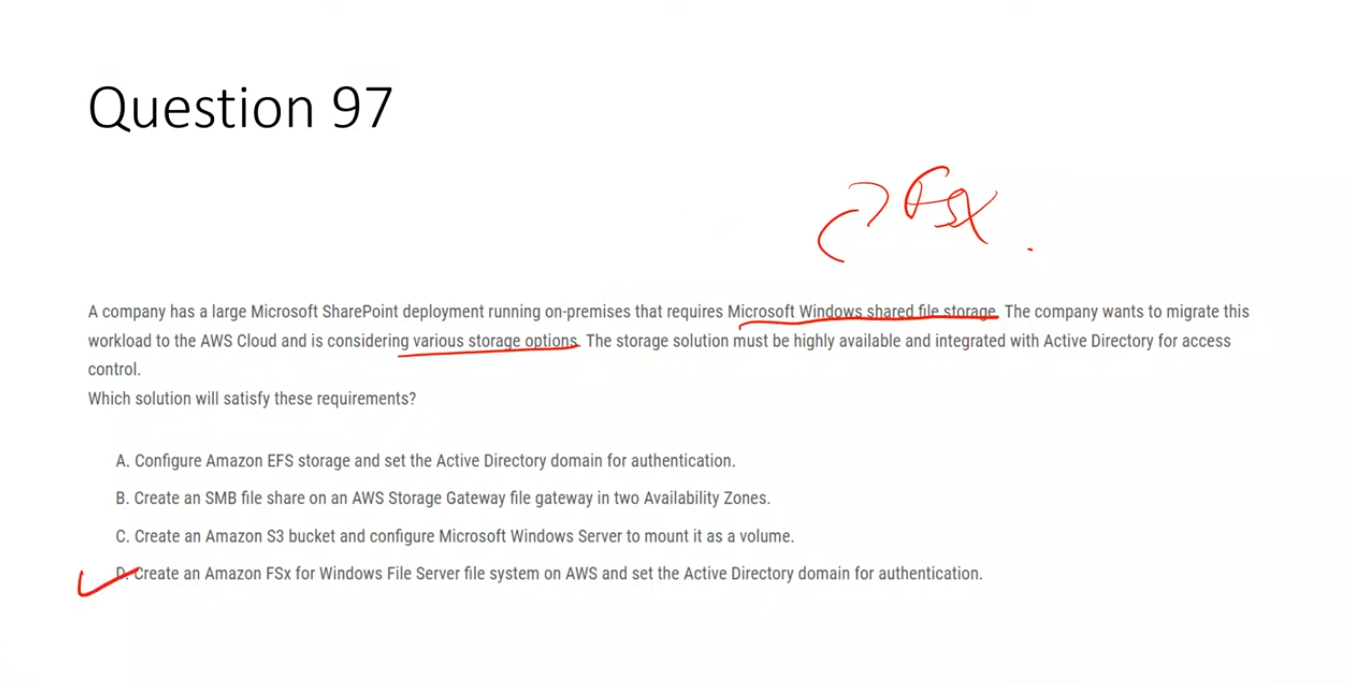 Question 97
FSX
A company has a large Microsoft SharePoint deployment running on-premises that requires Microsoft Windows shared file storage. The company wants to migrate this
workload to the AWS Cloud and is considering various storage options. The storage solution must be highly available and integrated with Active Directory for access
control.
Which solution will satisfy these requirements?
A. Configure Amazon EFS storage and set the Active Directory domain for authentication.
B. Create an SMB file share on an AWS Storage Gateway file gateway in two Availability Zones.
C. Create an Amazon S3 bucket and configure Microsoft Windows Server to mount it as a volume.
D. Create an Amazon FSx for Windows File Server file system on AWS and set the Active Directory domain for authentication.